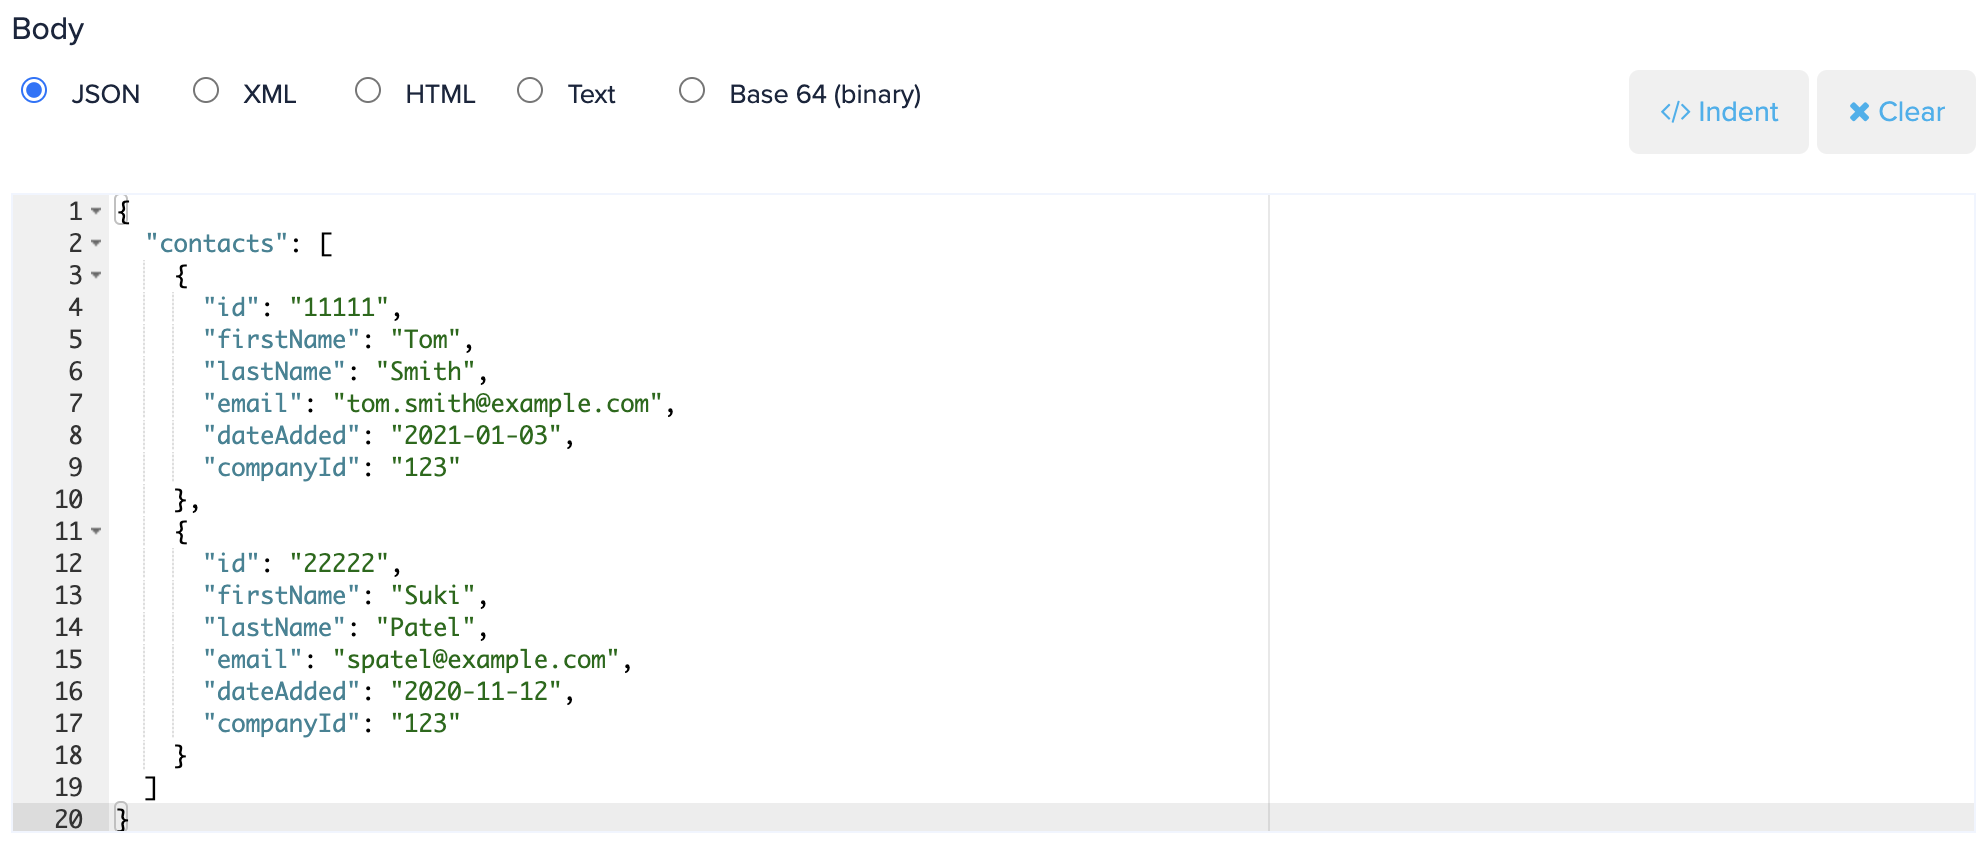 Body
JSON XML HTML Text Base 64 (binary)
</> Indent ✖ Clear
1 {
2   "contacts": [
3     {
4       "id": "11111",
5       "firstName": "Tom",
6       "lastName": "Smith",
7       "email": "tom.smith@example.com",
8       "dateAdded": "2021-01-03",
9       "companyId": "123"
10     },
11     {
12       "id": "22222",
13       "firstName": "Suki",
14       "lastName": "Patel",
15       "email": "spatel@example.com",
16       "dateAdded": "2020-11-12",
17       "companyId": "123"
18     }
19   ]
20 }